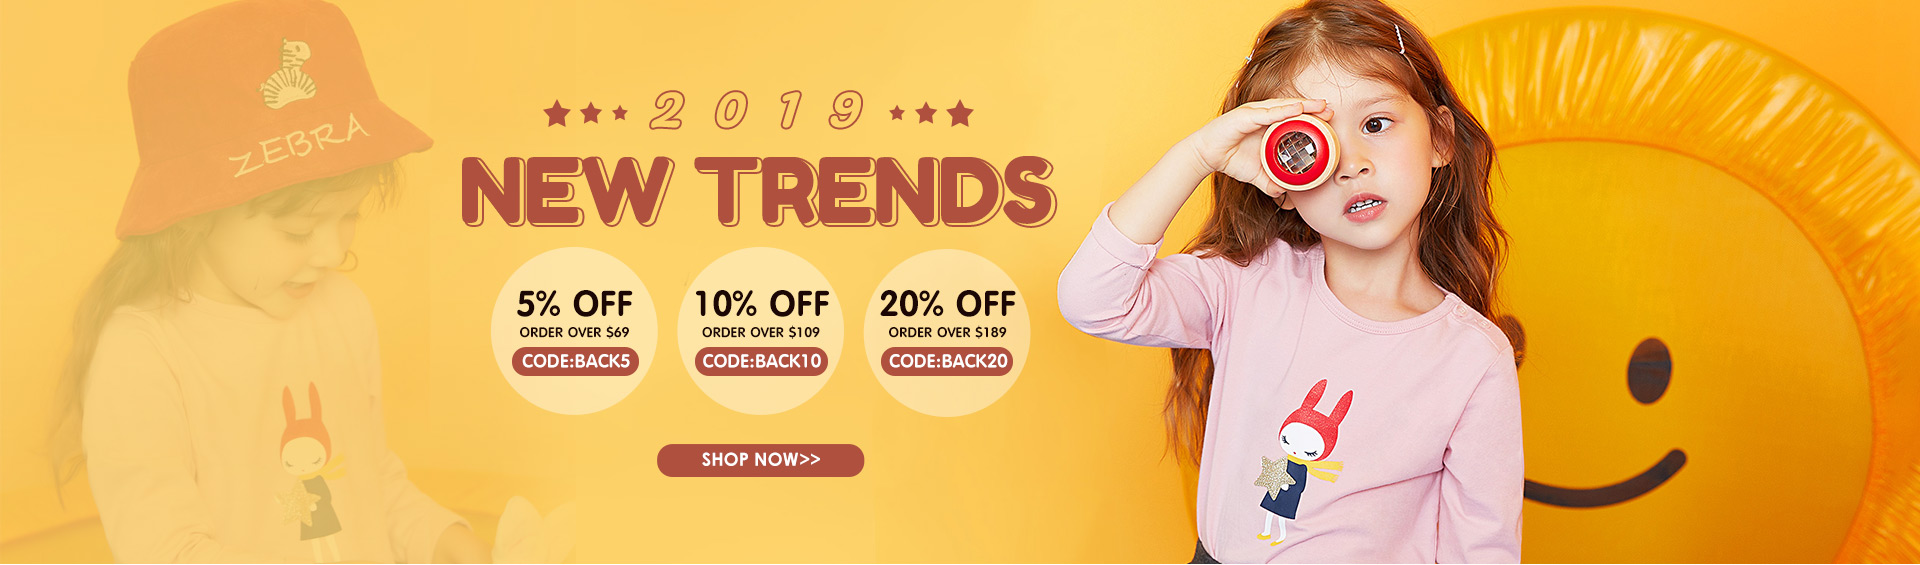 ZEBRA
2019
NEW TRENDS
5% OFF
ORDER OVER $69
CODE:BACK5
10% OFF
ORDER OVER $109
CODE:BACK10
20% OFF
ORDER OVER $189
CODE:BACK20
SHOP NOW>>